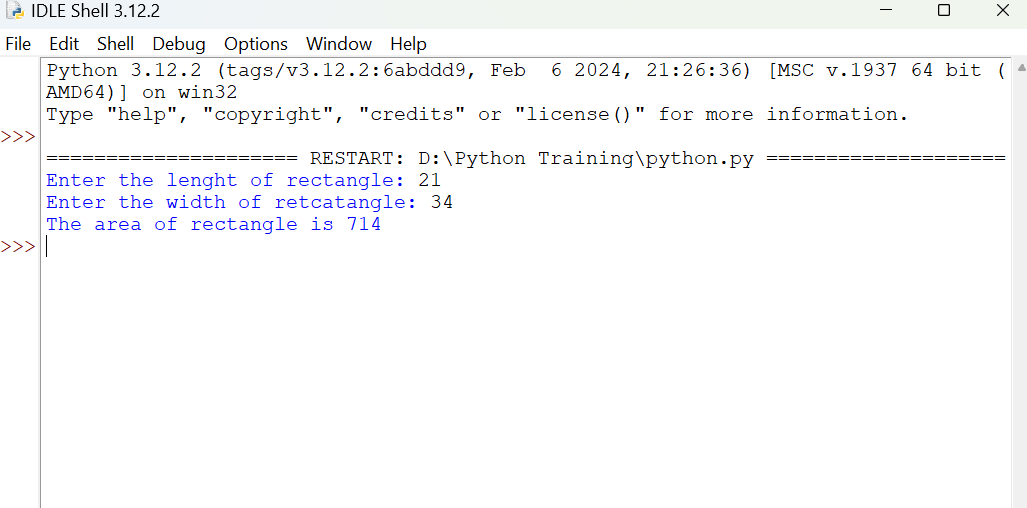 IDLE Shell 3.12.2
File Edit Shell Debug Options Window Help
Python 3.12.2 (tags/v3.12.2:6abddd9, Feb  6 2024, 21:26:36) [MSC v.1937 64 bit (
AMD64)] on win32
Type "help", "copyright", "credits" or "license()" for more information.
>>>
===================== RESTART: D:\Python Training\python.py ====================
Enter the lenght of rectangle: 21
Enter the width of retcatangle: 34
The area of rectangle is 714
>>>